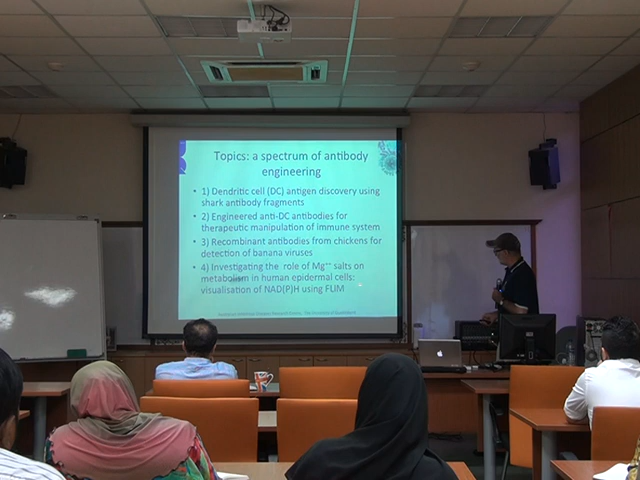 Topics: a spectrum of antibody
engineering
• 1) Dendritic cell (DC) antigen discovery using
shark antibody fragments
• 2) Engineered anti-DC antibodies for
therapeutic manipulation of immune system
• 3) Recombinant antibodies from chickens for
detection of banana viruses
• 4) Investigating the role of Mg⁺⁺ salts on
metabolism in human epidermal cells:
visualisation of NAD(P)H using FLIM